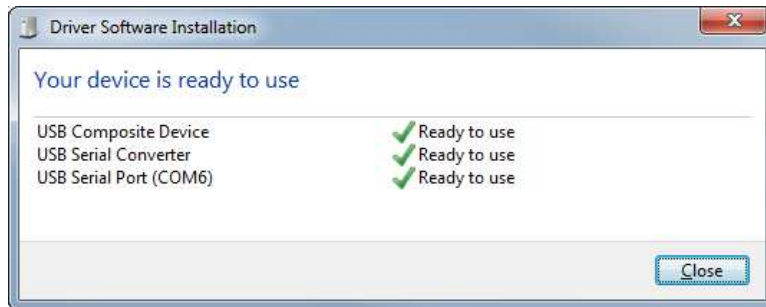 Driver Software Installation
Your device is ready to use
USB Composite Device Ready to use
USB Serial Converter Ready to use
USB Serial Port (COM6) Ready to use
Close